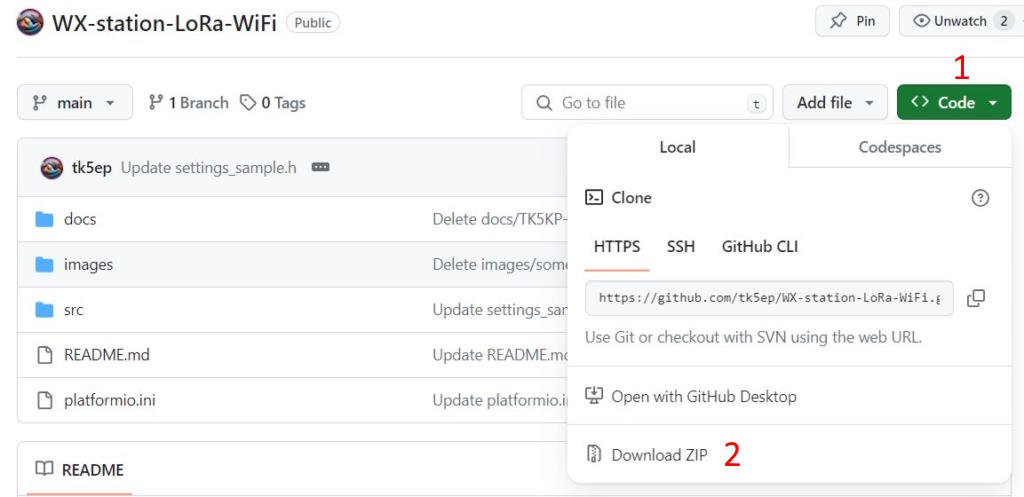 WX-station-LoRa-WiFi Public Pin Unwatch 2
1
main 1 Branch 0 Tags Go to file t Add file <> Code
Local Codespaces
tk5ep Update settings_sample.h
Clone
docs Delete docs/TK5KP-
HTTPS SSH GitHub CLI
images Delete images/some
https://github.com/tk5ep/WX-station-LoRa-WiFi.g
src Update settings_sar
Use Git or checkout with SVN using the web URL.
README.md Update README.md
platformio.ini Update platformio.i
Open with GitHub Desktop
Download ZIP 2
README